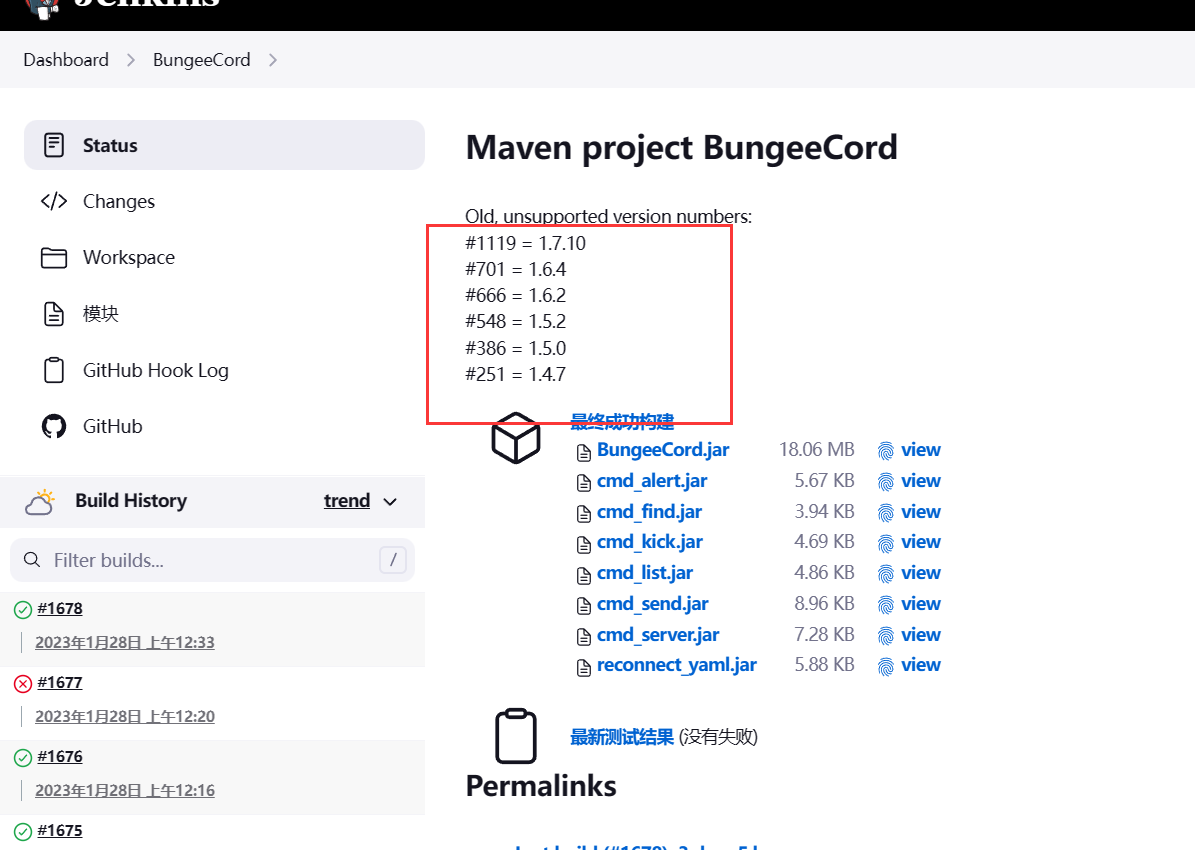 Jenkins
Dashboard
BungeeCord
Status
Changes
Workspace
模块
GitHub Hook Log
GitHub
Build History
trend
Filter builds...
/
#1678
2023年1月28日 上午12:33
#1677
2023年1月28日 上午12:20
#1676
2023年1月28日 上午12:16
#1675
Maven project BungeeCord
Old, unsupported version numbers:
#1119 = 1.7.10
#701 = 1.6.4
#666 = 1.6.2
#548 = 1.5.2
#386 = 1.5.0
#251 = 1.4.7
最终成功构建
BungeeCord.jar 18.06 MB view
cmd_alert.jar 5.67 KB view
cmd_find.jar 3.94 KB view
cmd_kick.jar 4.69 KB view
cmd_list.jar 4.86 KB view
cmd_send.jar 8.96 KB view
cmd_server.jar 7.28 KB view
reconnect_yaml.jar 5.88 KB view
最新测试结果 (没有失败)
Permalinks
Last build (#1678)